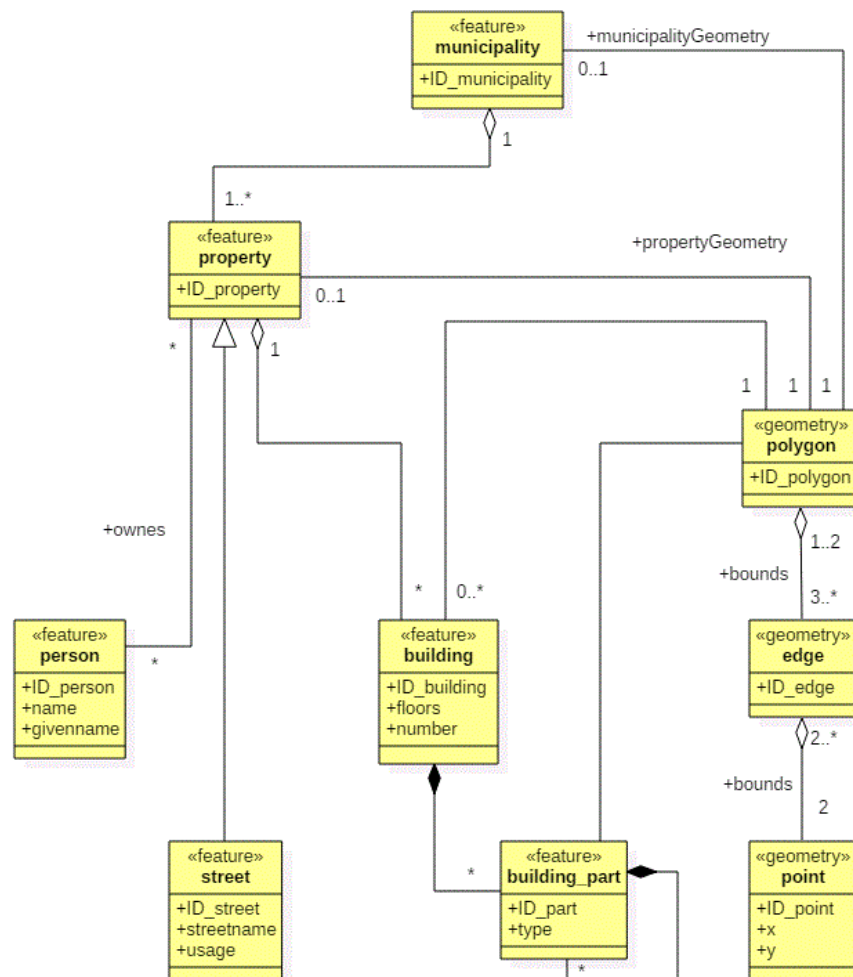 «feature»
municipality
+ID_municipality
+municipalityGeometry
0..1
1
1..*
«feature»
property
+ID_property
+propertyGeometry
0..1
*
1
1
1
1
«geometry»
polygon
+ID_polygon
1..2
+ownes
+bounds
*
0..*
3..*
«feature»
person
+ID_person
+name
+givenname
*
«feature»
building
+ID_building
+floors
+number
«geometry»
edge
+ID_edge
2..*
+bounds
2
*
«feature»
street
+ID_street
+streetname
+usage
«feature»
building_part
+ID_part
+type
*
«geometry»
point
+ID_point
+x
+y